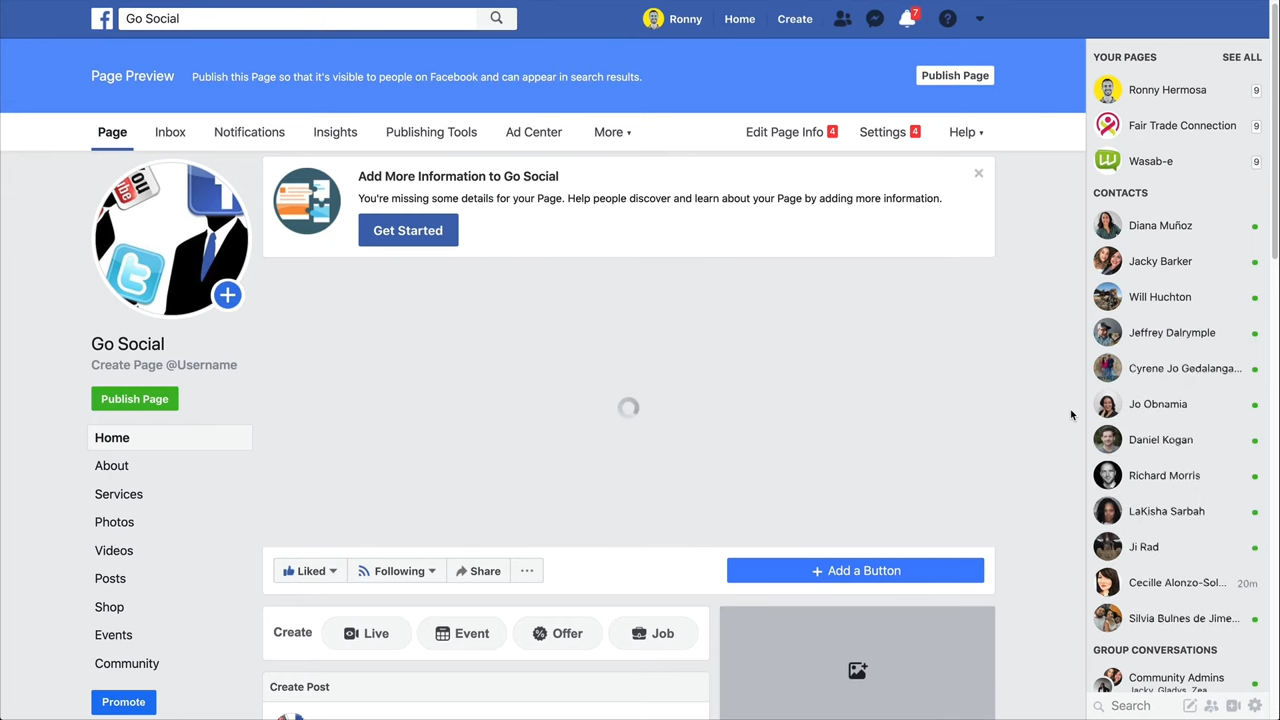 Go Social
Ronny
Home
Create
7
Page Preview
Publish this Page so that it's visible to people on Facebook and can appear in search results.
Publish Page
Page
Inbox
Notifications
Insights
Publishing Tools
Ad Center
More
Edit Page Info 4
Settings 4
Help
Add More Information to Go Social
You're missing some details for your Page. Help people discover and learn about your Page by adding more information.
Get Started
You
Tube
Go Social
Create Page @Username
Publish Page
Home
About
Services
Photos
Videos
Posts
Shop
Events
Community
Promote
Liked
Following
Share
+ Add a Button
Create
Live
Event
Offer
Job
Create Post
YOUR PAGES
SEE ALL
Ronny Hermosa 9
Fair Trade Connection 9
Wasab-e 9
CONTACTS
Diana Muñoz
Jacky Barker
Will Huchton
Jeffrey Dalrymple
Cyrene Jo Gedalanga...
Jo Obnamia
Daniel Kogan
Richard Morris
LaKisha Sarbah
Ji Rad
Cecille Alonzo-Sol... 20m
Silvia Bulnes de Jime...
GROUP CONVERSATIONS
Community Admins
Jacky, Gladys, Zea
Search